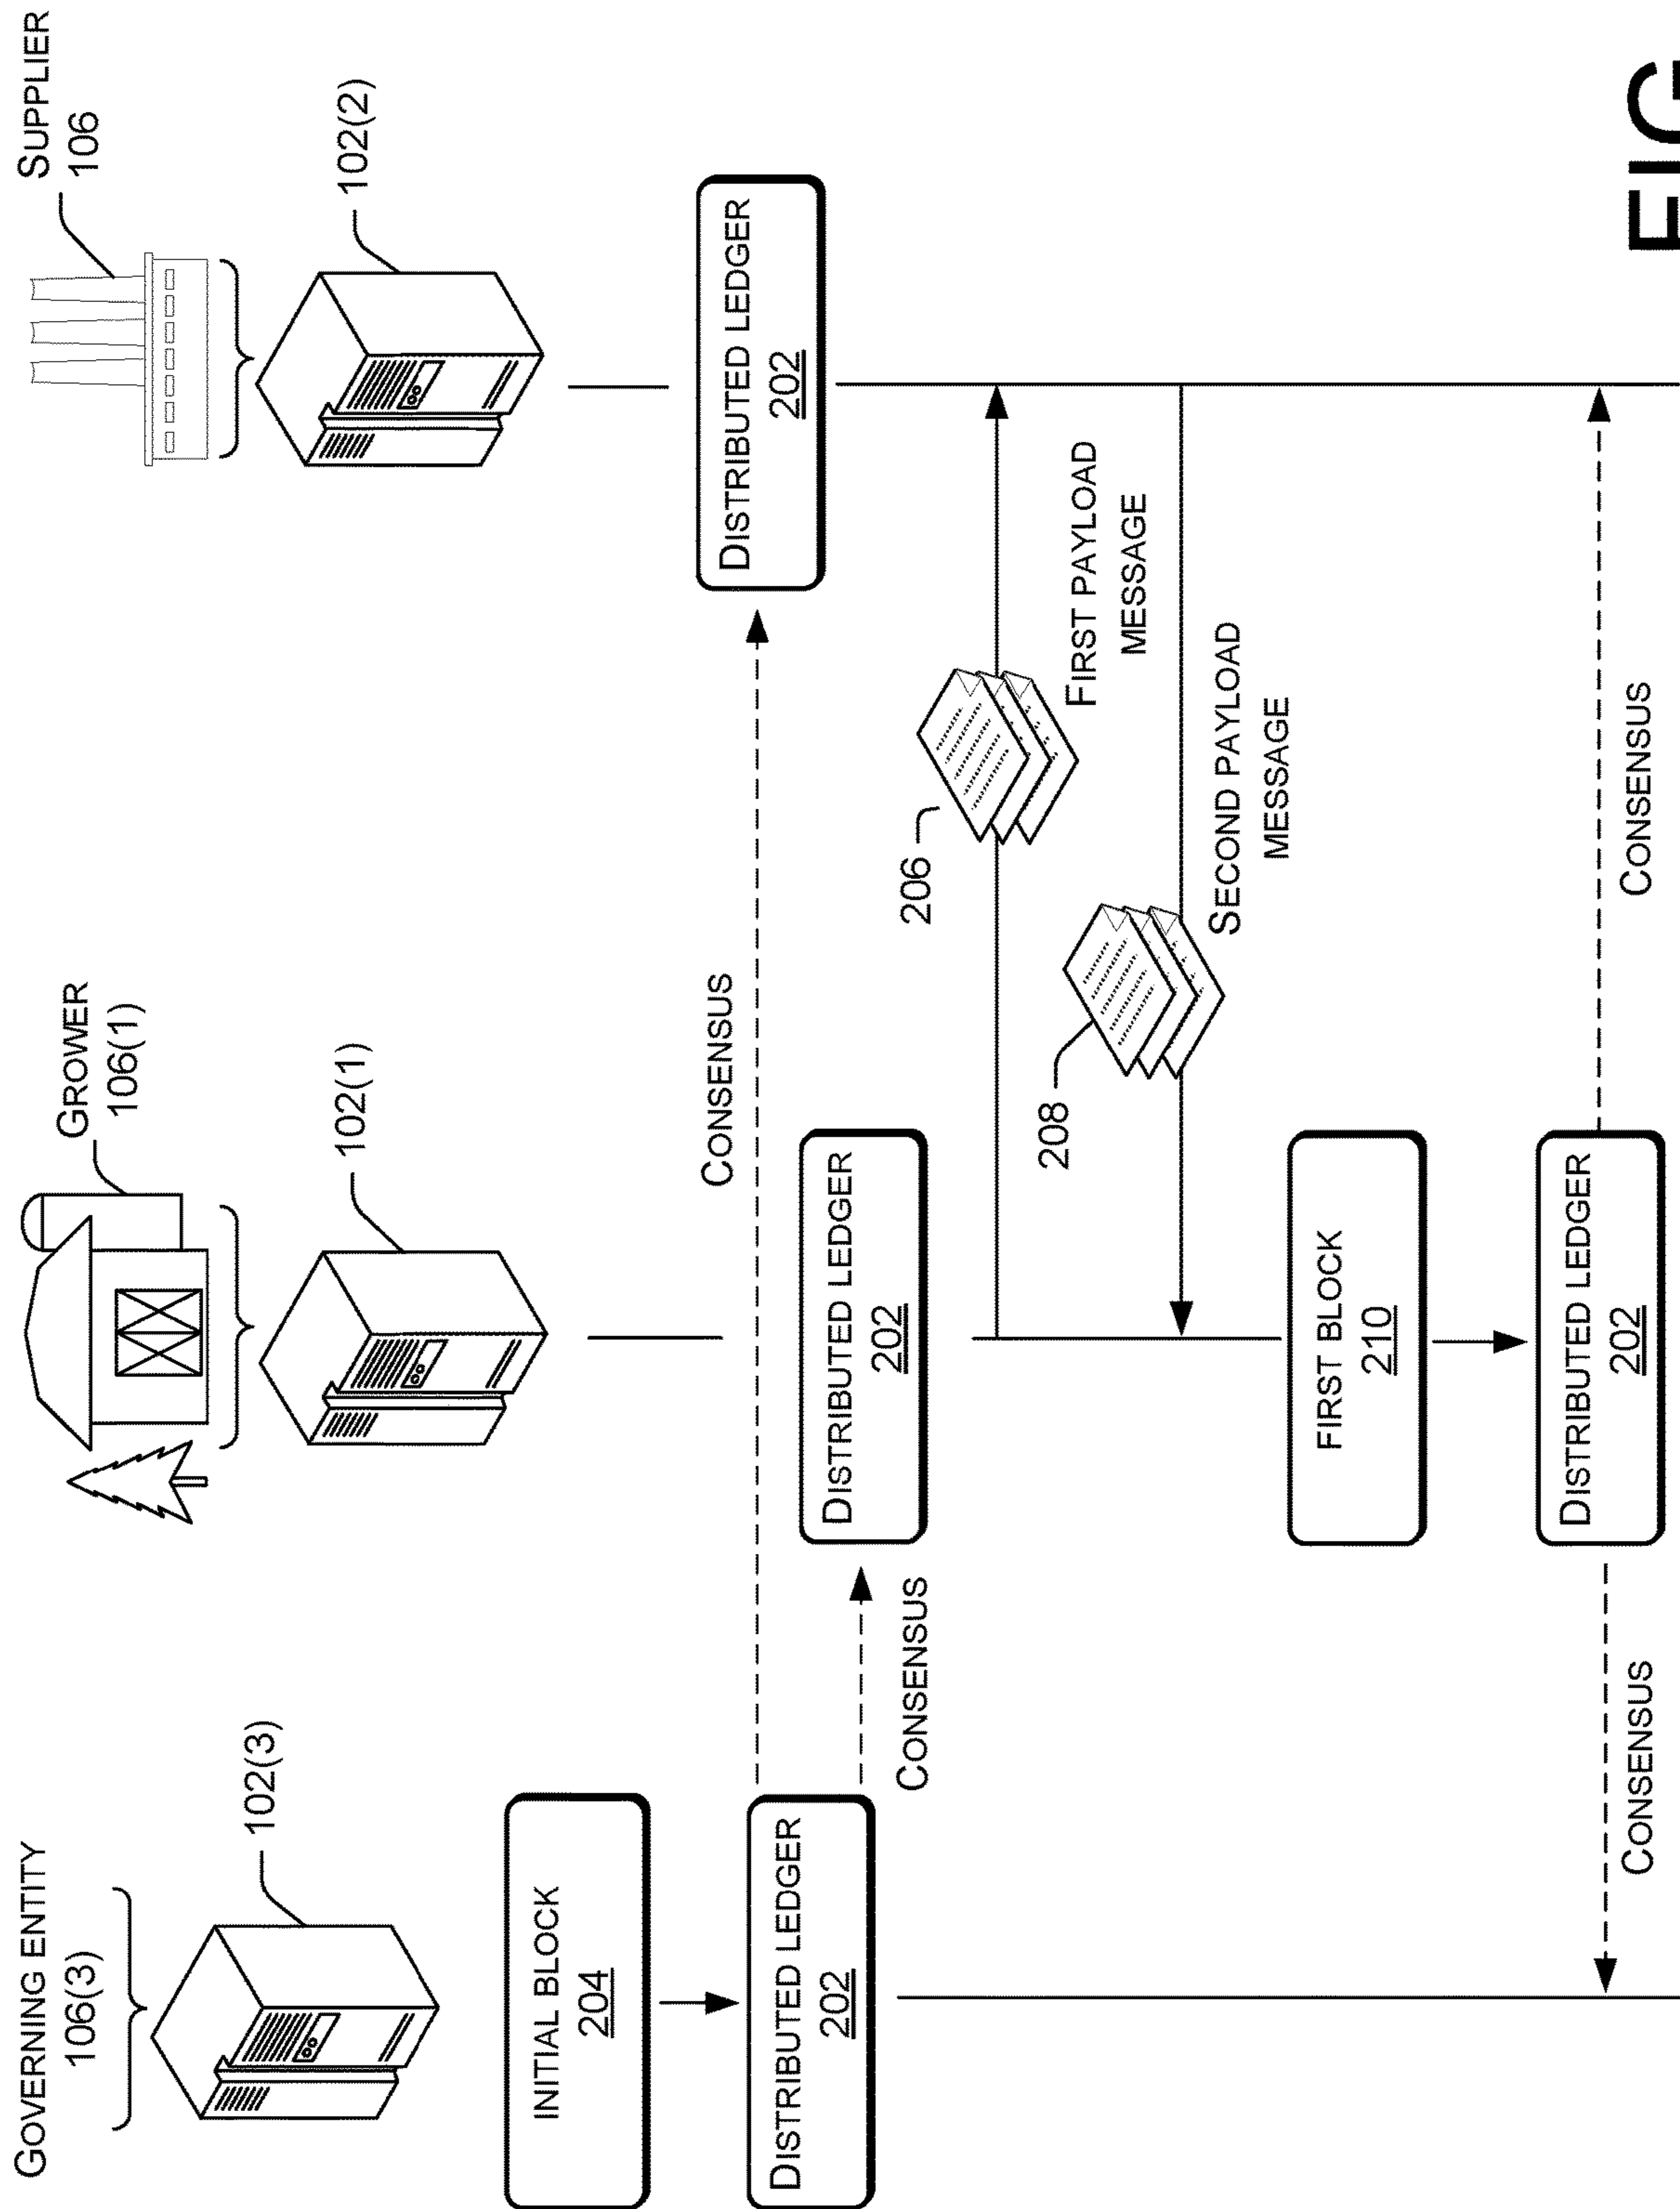 GOVERNING ENTITY
106(3)
102(3)
INITIAL BLOCK
204
DISTRIBUTED LEDGER
202
GROWER
106(1)
102(1)
SUPPLIER
106
102(2)
CONSENSUS
DISTRIBUTED LEDGER
202
CONSENSUS
DISTRIBUTED LEDGER
202
206
FIRST PAYLOAD
MESSAGE
208
SECOND PAYLOAD
MESSAGE
FIRST BLOCK
210
DISTRIBUTED LEDGER
202
CONSENSUS
CONSENSUS